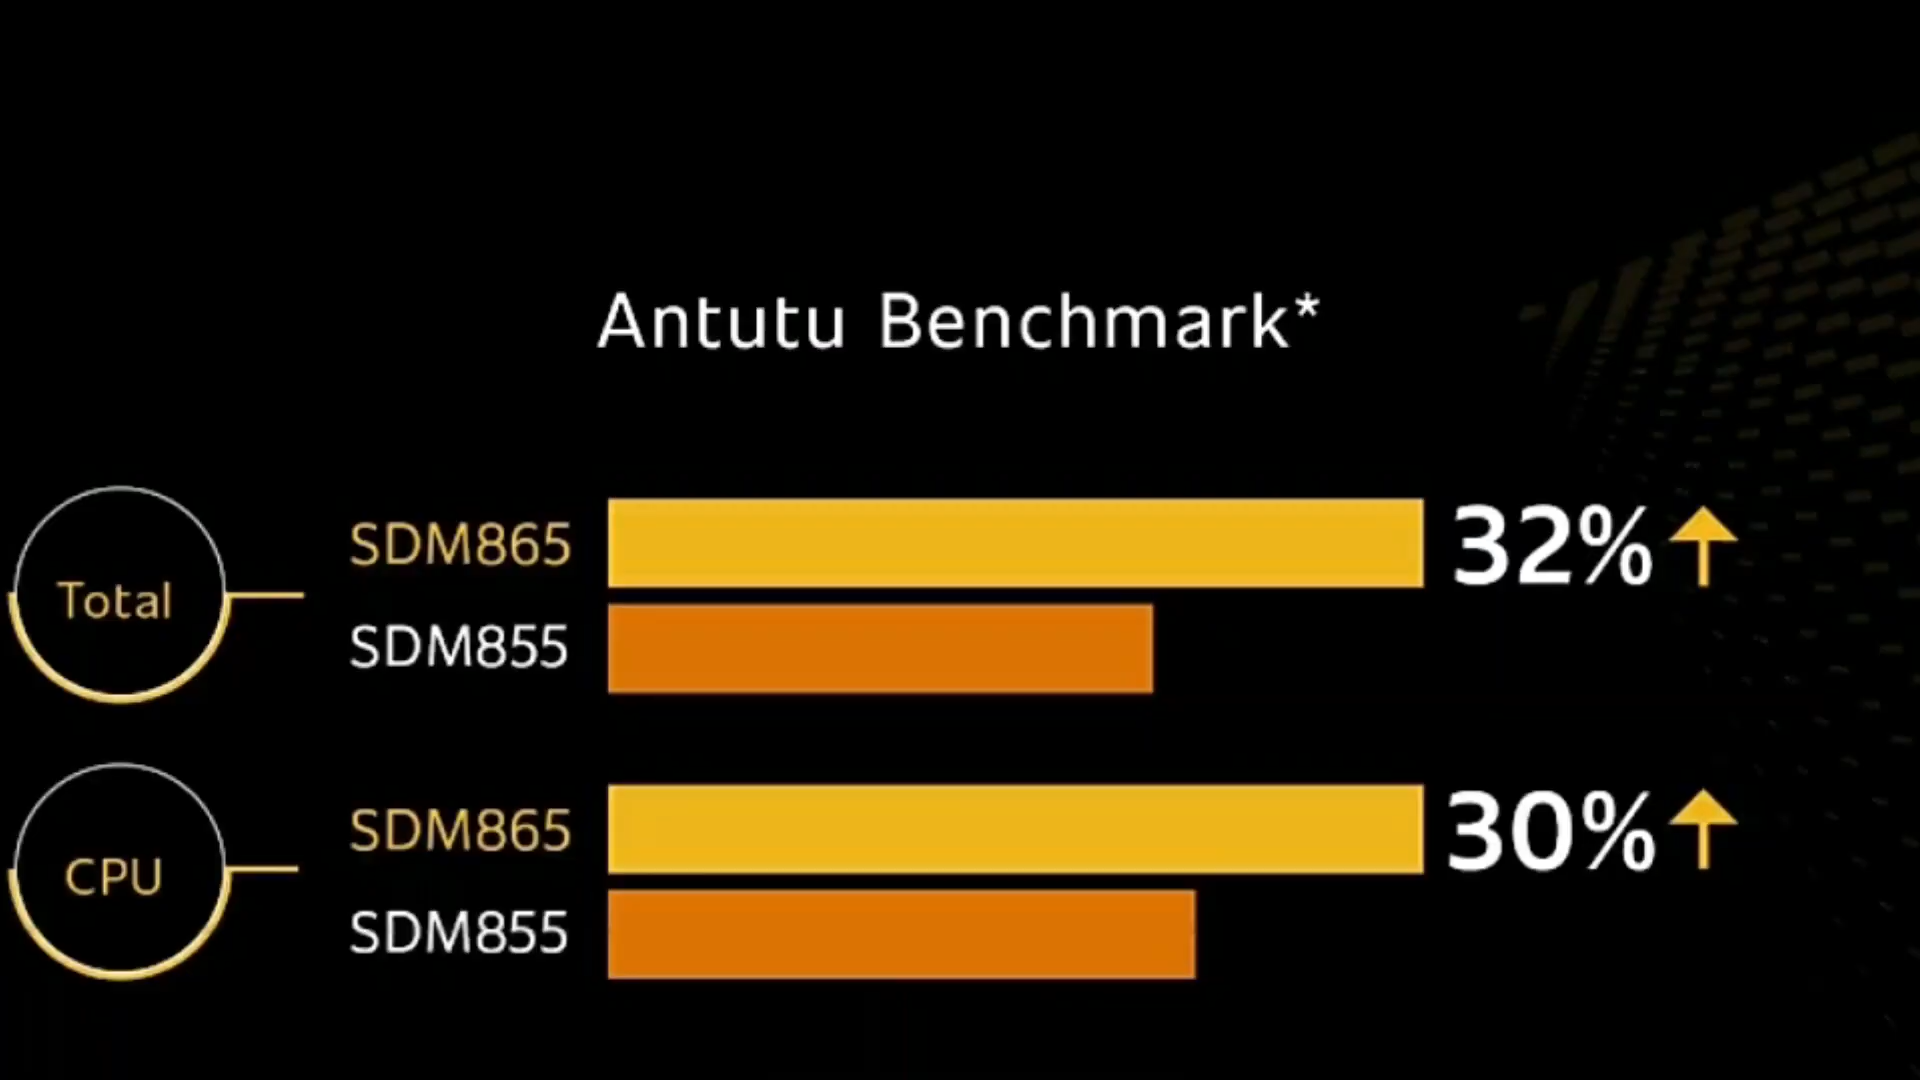 Antutu Benchmark*
Total
SDM865
32%
SDM855
CPU
SDM865
30%
SDM855